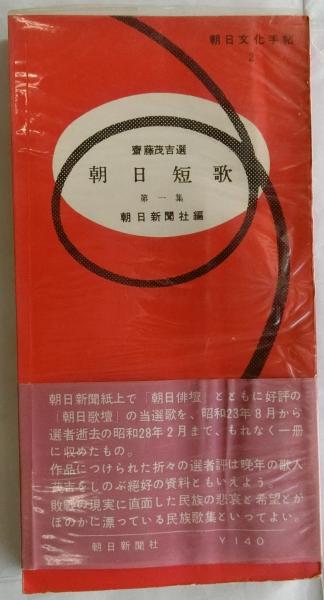 朝日文化手帖
2
齋藤茂吉選
朝日短歌
第一集
朝日新聞社編
朝日新聞紙上で「朝日俳壇」とともに好評の
「朝日歌壇」の当選歌を、昭和23年8月から
選者逝去の昭和28年2月まで、もれなく一冊
に収めたもの。
作品につけられた折々の選者評は晩年の歌人
茂吉をしのぶ絶好の資料ともいえよう。
敗戦の現実に直面した民族の悲哀と希望とが
ほのかに漂っている民族歌集といってよい。
朝日新聞社 ¥140